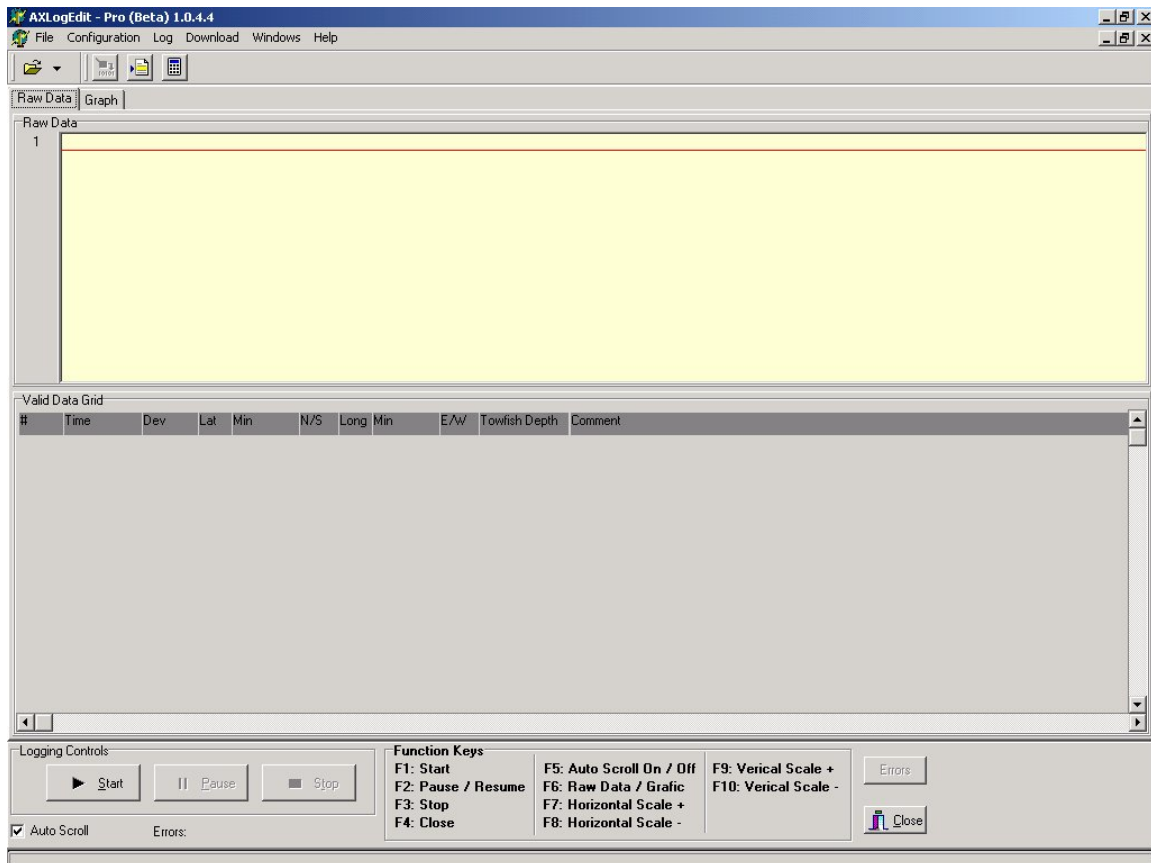 AXLogEdit - Pro (Beta) 1.0.4.4
File Configuration Log Download Windows Help
Raw Data Graph
Raw Data
1
Valid Data Grid
# Time Dev Lat Min N/S Long Min E/W Towfish Depth Comment
Logging Controls
Start Pause Stop
Auto Scroll Errors:
Function Keys
F1: Start
F2: Pause / Resume
F3: Stop
F4: Close
F5: Auto Scroll On / Off
F6: Raw Data / Grafic
F7: Horizontal Scale +
F8: Horizontal Scale -
F9: Verical Scale +
F10: Verical Scale -
Errors
Close